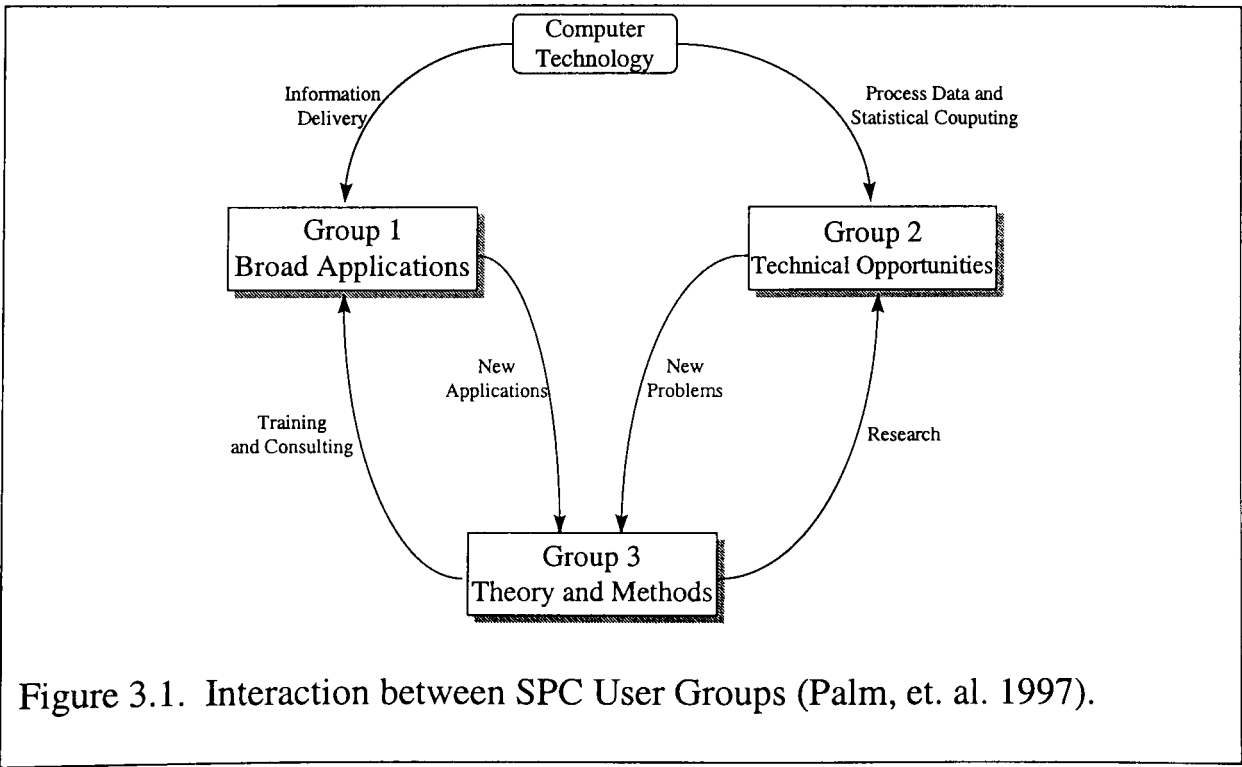 Computer
Technology
Information
Delivery
Process Data and
Statistical Couputing
Group 1
Broad Applications
Group 2
Technical Opportunities
New
Applications
New
Problems
Training
and Consulting
Research
Group 3
Theory and Methods
Figure 3.1. Interaction between SPC User Groups (Palm, et. al. 1997).